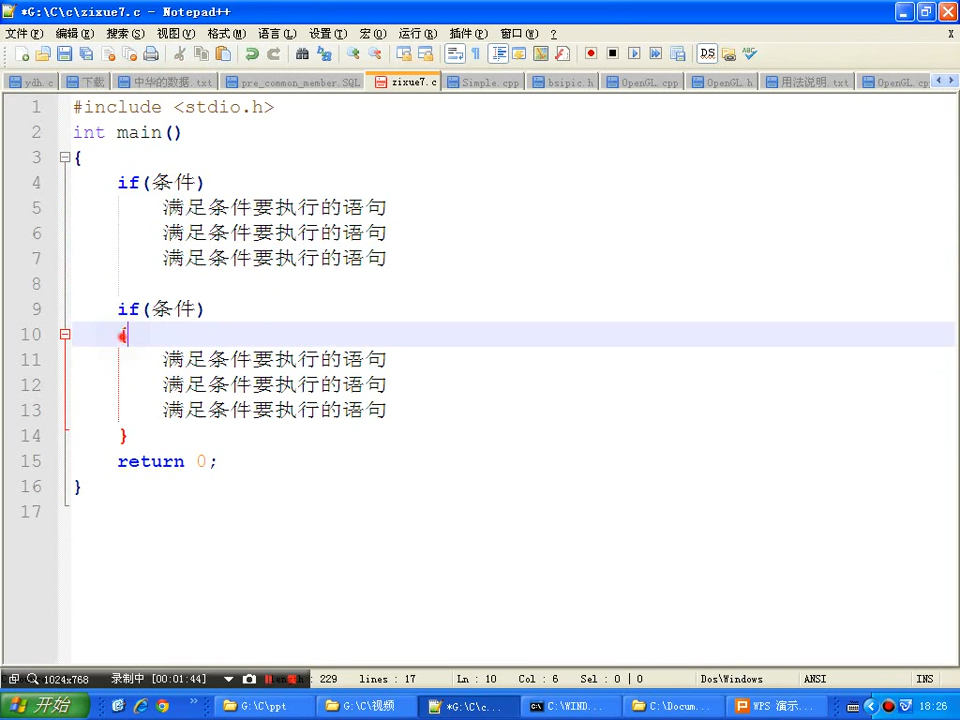 *G:\C\c\zixue7.c - Notepad++
文件(F) 编辑(E) 搜索(S) 视图(V) 格式(M) 语言(L) 设置(T) 宏(O) 运行(R) 插件(P) 窗口(W) ? X
ydh.c 下载 中华的数据.txt pre_common_member.SQL zixue7.c Simple.cpp bsipic.h OpenGL.cpp OpenGL.h 用法说明.txt OpenGL.cpp
1 #include <stdio.h>
2 int main()
3 {
4 if(条件)
5 满足条件要执行的语句
6 满足条件要执行的语句
7 满足条件要执行的语句
8
9 if(条件)
10 {
11 满足条件要执行的语句
12 满足条件要执行的语句
13 满足条件要执行的语句
14 }
15 return 0;
16 }
17
1024x768 录制中 [00:01:44] 229 lines : 17 Ln : 10 Col : 6 Sel : 0 | 0 Dos\Windows ANSI INS
开始 G:\C\ppt G:\C\视频 *G:\C\c... C:\WIND... C:\Docum... WPS 演示... 18:26